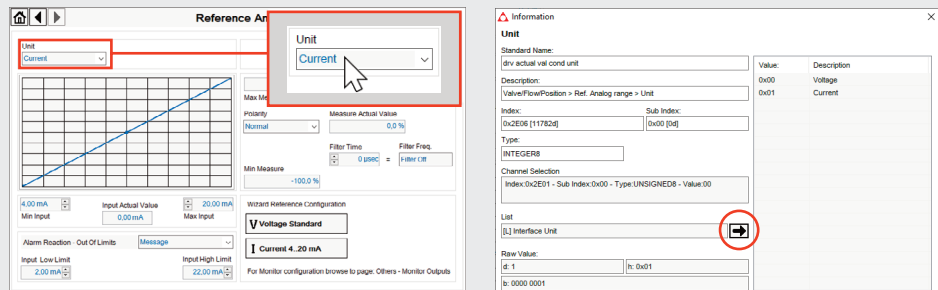 Reference An
Unit
Current
Unit
Current
Max Me
Polarity
Normal
Measure Actual Value
0,0 %
Filter Time
Filter Freq.
0 µsec
=
Filter Off
Min Measure
-100,0 %
4,00 mA
Input Actual Value
20,00 mA
Min Input
0,00 mA
Max Input
Wizard Reference Configuration
V Voltage Standard
I Current 4..20 mA
Alarm Reaction - Out Of Limits
Message
Input Low Limit
Input High Limit
2,00 mA
22,00 mA
For Monitor configuration browse to page: Others - Monitor Outputs
Information
Unit
Standard Name:
drv actual val cond unit
Description:
Valve/Flow/Position > Ref. Analog range > Unit
Index:
Sub Index:
0x2E06 [11782d]
0x00 [0d]
Type:
INTEGER8
Channel Selection
Index:0x2E01 - Sub Index:0x00 - Type:UNSIGNED8 - Value:00
List
[L] Interface Unit
Raw Value:
d: 1
h: 0x01
b: 0000 0001
Value:
Description
0x00
Voltage
0x01
Current